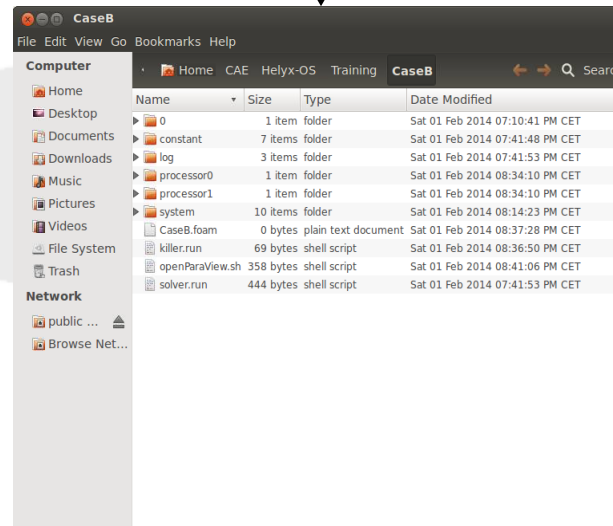 CaseB
File Edit View Go Bookmarks Help
Computer
Home
Desktop
Documents
Downloads
Music
Pictures
Videos
File System
Trash
Network
public ...
Browse Net...
Home CAE Helyx-OS Training CaseB Sear
Name Size Type Date Modified
0 1 item folder Sat 01 Feb 2014 07:10:41 PM CET
constant 7 items folder Sat 01 Feb 2014 07:41:48 PM CET
log 3 items folder Sat 01 Feb 2014 07:41:53 PM CET
processor0 1 item folder Sat 01 Feb 2014 08:34:10 PM CET
processor1 1 item folder Sat 01 Feb 2014 08:34:10 PM CET
system 10 items folder Sat 01 Feb 2014 08:14:23 PM CET
CaseB.foam 0 bytes plain text document Sat 01 Feb 2014 08:37:28 PM CET
killer.run 69 bytes shell script Sat 01 Feb 2014 08:36:50 PM CET
openParaView.sh 358 bytes shell script Sat 01 Feb 2014 08:41:06 PM CET
solver.run 444 bytes shell script Sat 01 Feb 2014 07:41:53 PM CET